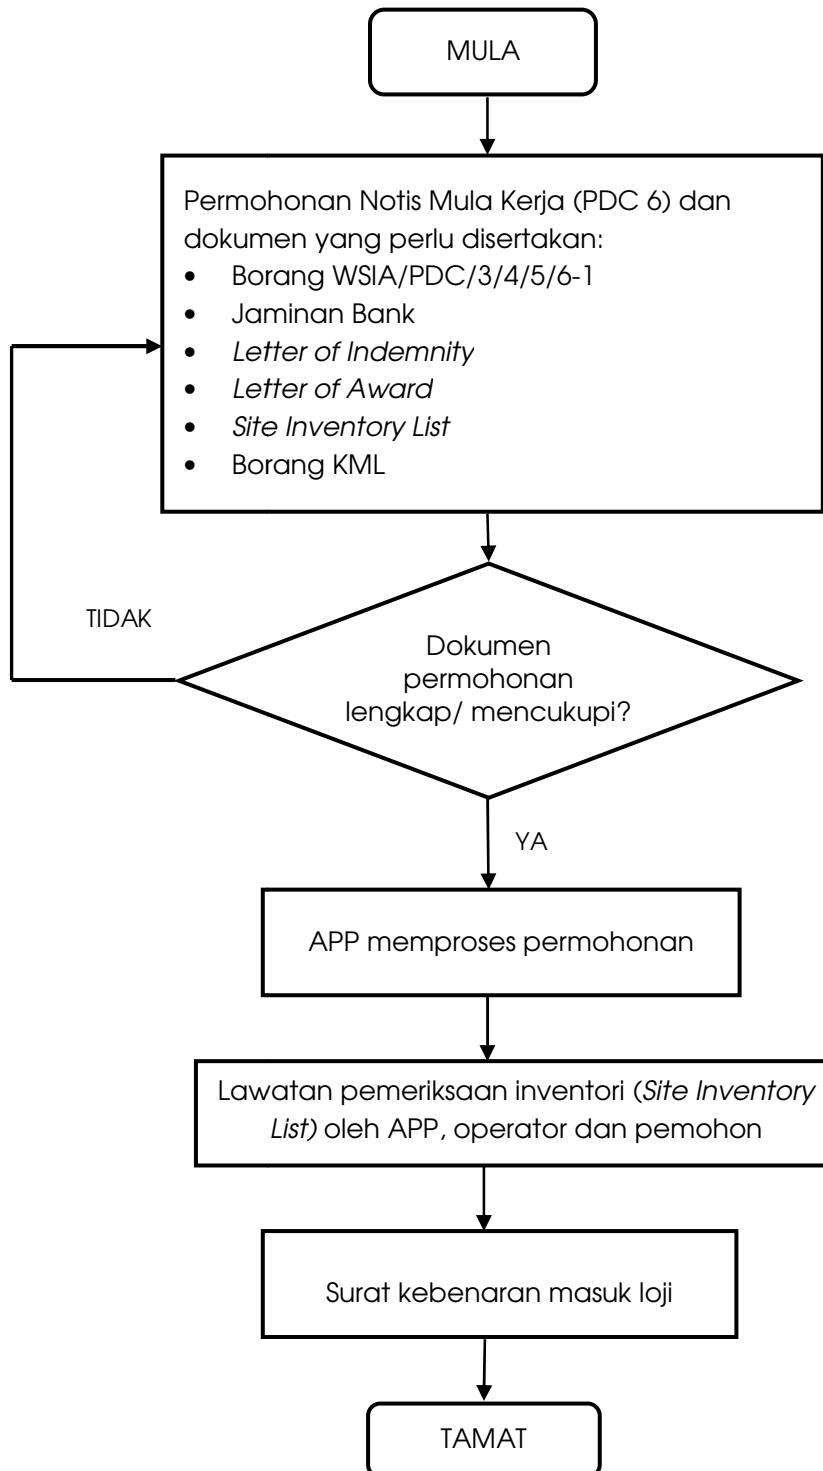 MULA
Permohonan Notis Mula Kerja (PDC 6) dan
dokumen yang perlu disertakan:
• Borang WSIA/PDC/3/4/5/6-1
• Jaminan Bank
• Letter of Indemnity
• Letter of Award
• Site Inventory List
• Borang KML
TIDAK
Dokumen
permohonan
lengkap/ mencukupi?
YA
APP memproses permohonan
Lawatan pemeriksaan inventori (Site Inventory
List) oleh APP, operator dan pemohon
Surat kebenaran masuk loji
TAMAT